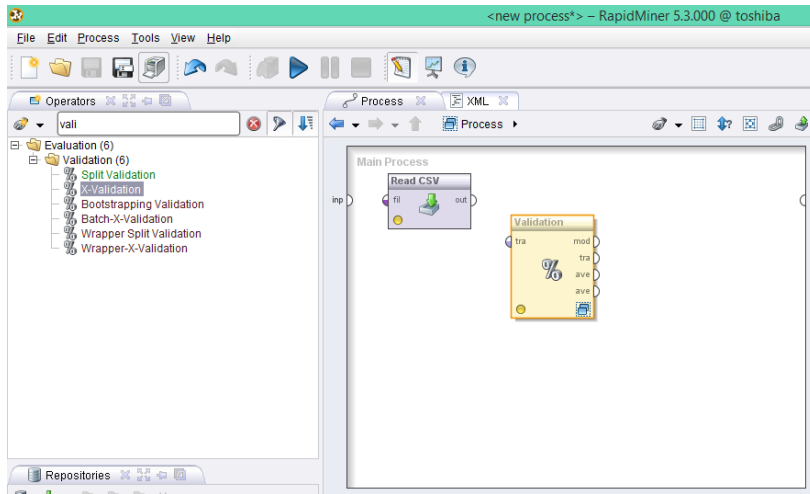 <new process*> – RapidMiner 5.3.000 @ toshiba
File Edit Process Tools View Help
Operators
Process
XML
vali
Process
Evaluation (6)
Validation (6)
Split Validation
X-Validation
Bootstrapping Validation
Batch-X-Validation
Wrapper Split Validation
Wrapper-X-Validation
Main Process
Read CSV
inp
fil
out
Validation
tra
mod
tra
ave
ave
Repositories